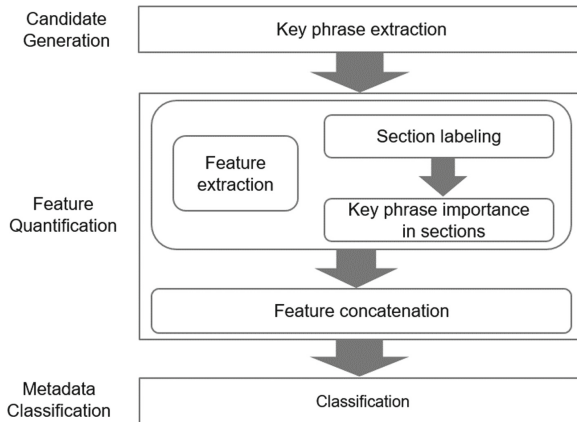 Candidate
Generation
Key phrase extraction
Feature
Quantification
Feature
extraction
Section labeling
Key phrase importance
in sections
Feature concatenation
Metadada
Classification
Classification